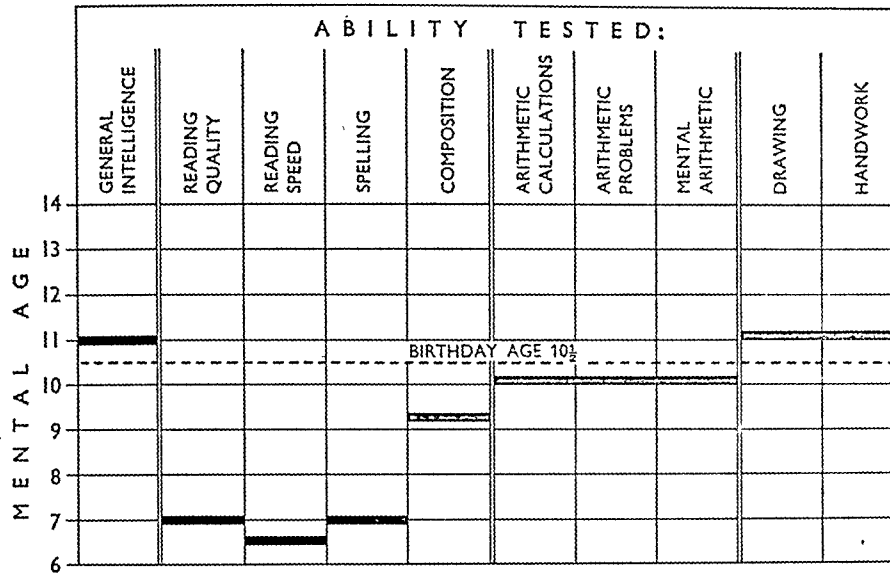 ABILITY TESTED:
GENERAL
INTELLIGENCE
READING
QUALITY
READING
SPEED
SPELLING
COMPOSITION
ARITHMETIC
CALCULATIONS
ARITHMETIC
PROBLEMS
MENTAL
ARITHMETIC
DRAWING
HANDWORK
MENTAL AGE
14
13
12
11
BIRTHDAY AGE 10½
10
9
8
7
6